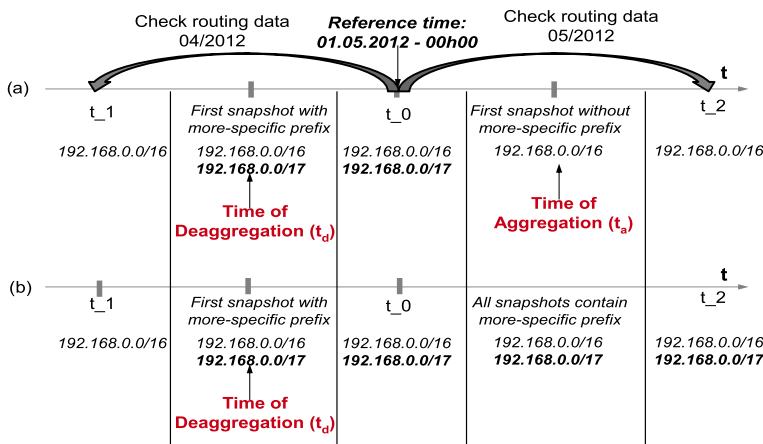 Check routing data
04/2012
Reference time:
01.05.2012 - 00h00
Check routing data
05/2012
(a)
t
t_1
First snapshot with
more-specific prefix
t_0
First snapshot without
more-specific prefix
t_2
192.168.0.0/16
192.168.0.0/16
192.168.0.0/17
192.168.0.0/16
192.168.0.0/17
192.168.0.0/16
192.168.0.0/16
Time of
Deaggregation (td)
Time of
Aggregation (ta)
(b)
t
t_1
First snapshot with
more-specific prefix
t_0
All snapshots contain
more-specific prefix
t_2
192.168.0.0/16
192.168.0.0/16
192.168.0.0/17
192.168.0.0/16
192.168.0.0/17
192.168.0.0/16
192.168.0.0/17
192.168.0.0/16
192.168.0.0/17
Time of
Deaggregation (td)